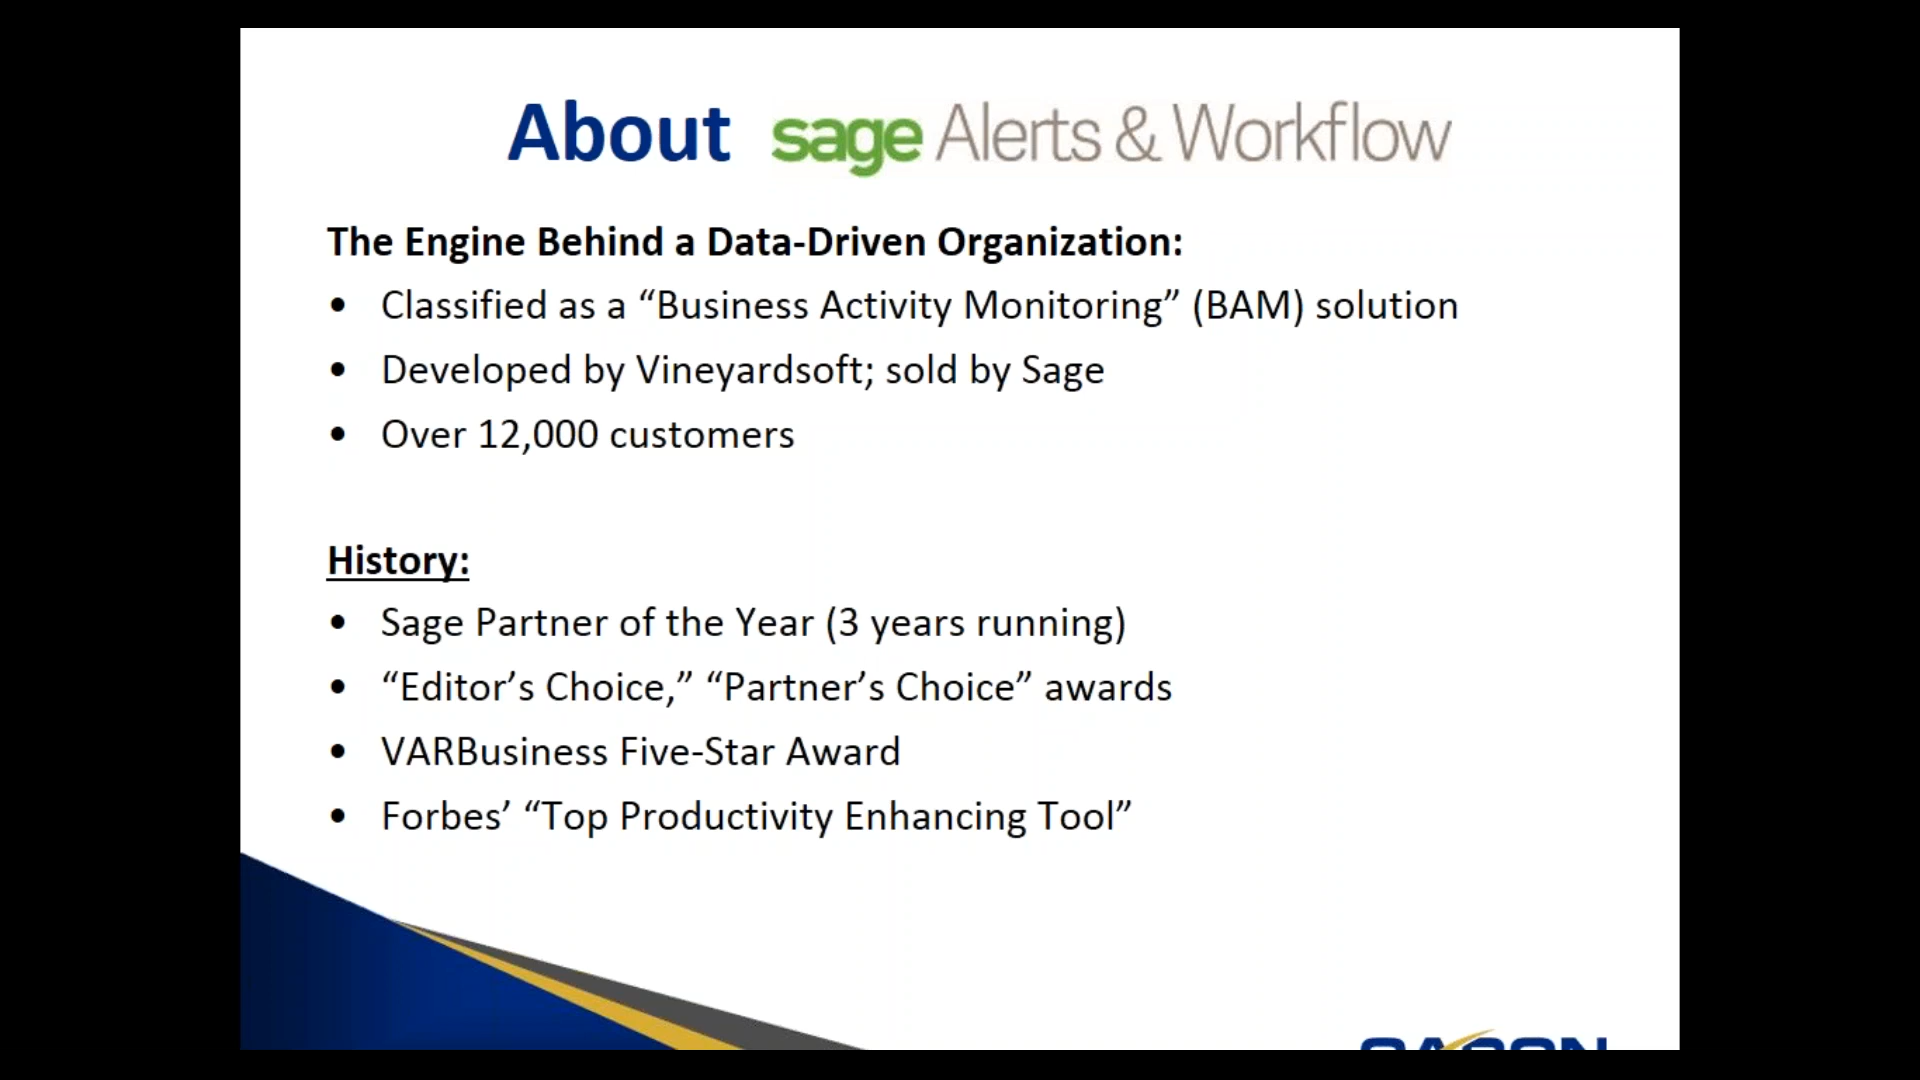 About sage Alerts & Workflow
The Engine Behind a Data-Driven Organization:
• Classified as a “Business Activity Monitoring” (BAM) solution
• Developed by Vineyardsoft; sold by Sage
• Over 12,000 customers
History:
• Sage Partner of the Year (3 years running)
• “Editor’s Choice,” “Partner’s Choice” awards
• VARBusiness Five-Star Award
• Forbes’ “Top Productivity Enhancing Tool”